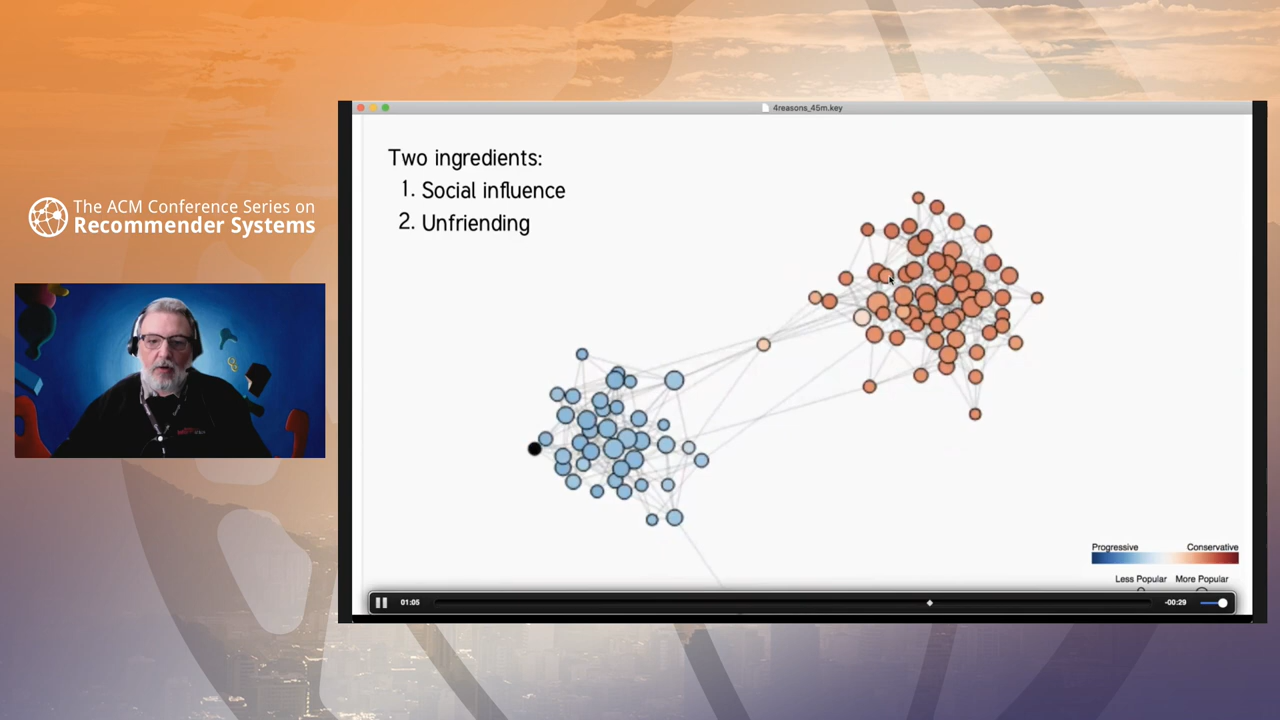 The ACM Conference Series on
Recommender Systems
4reasons_45m.key
Two ingredients:
1. Social influence
2. Unfriending
Progressive Conservative
Less Popular More Popular
01:05
-00:29